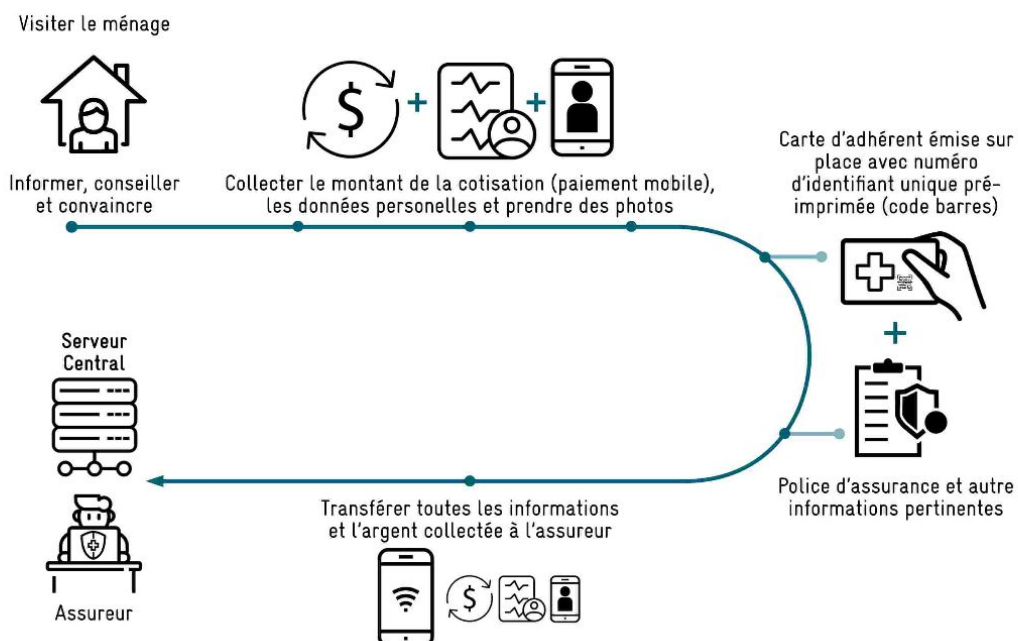 Visiter le ménage
Informer, conseiller
et convaincre
$
Collecter le montant de la cotisation (paiement mobile),
les données personelles et prendre des photos
Carte d'adhérent émise sur
place avec numéro
d'identifiant unique pré-
imprimée (code barres)
Police d'assurance et autre
informations pertinentes
Transférer toutes les informations
et l'argent collectée à l'assureur
$
Serveur
Central
Assureur